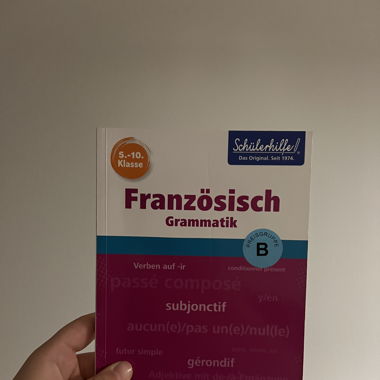 5.-10.
Klasse
Schülerhilfe!
Das Original. Seit 1974.
Französisch
Grammatik
PREISGRUPPE
B
Verben auf -ir
conditionnel présent
passé composé
y/en
subjonctif
aucun(e)/pas un(e)/nul(le)
futur simple
gérondif